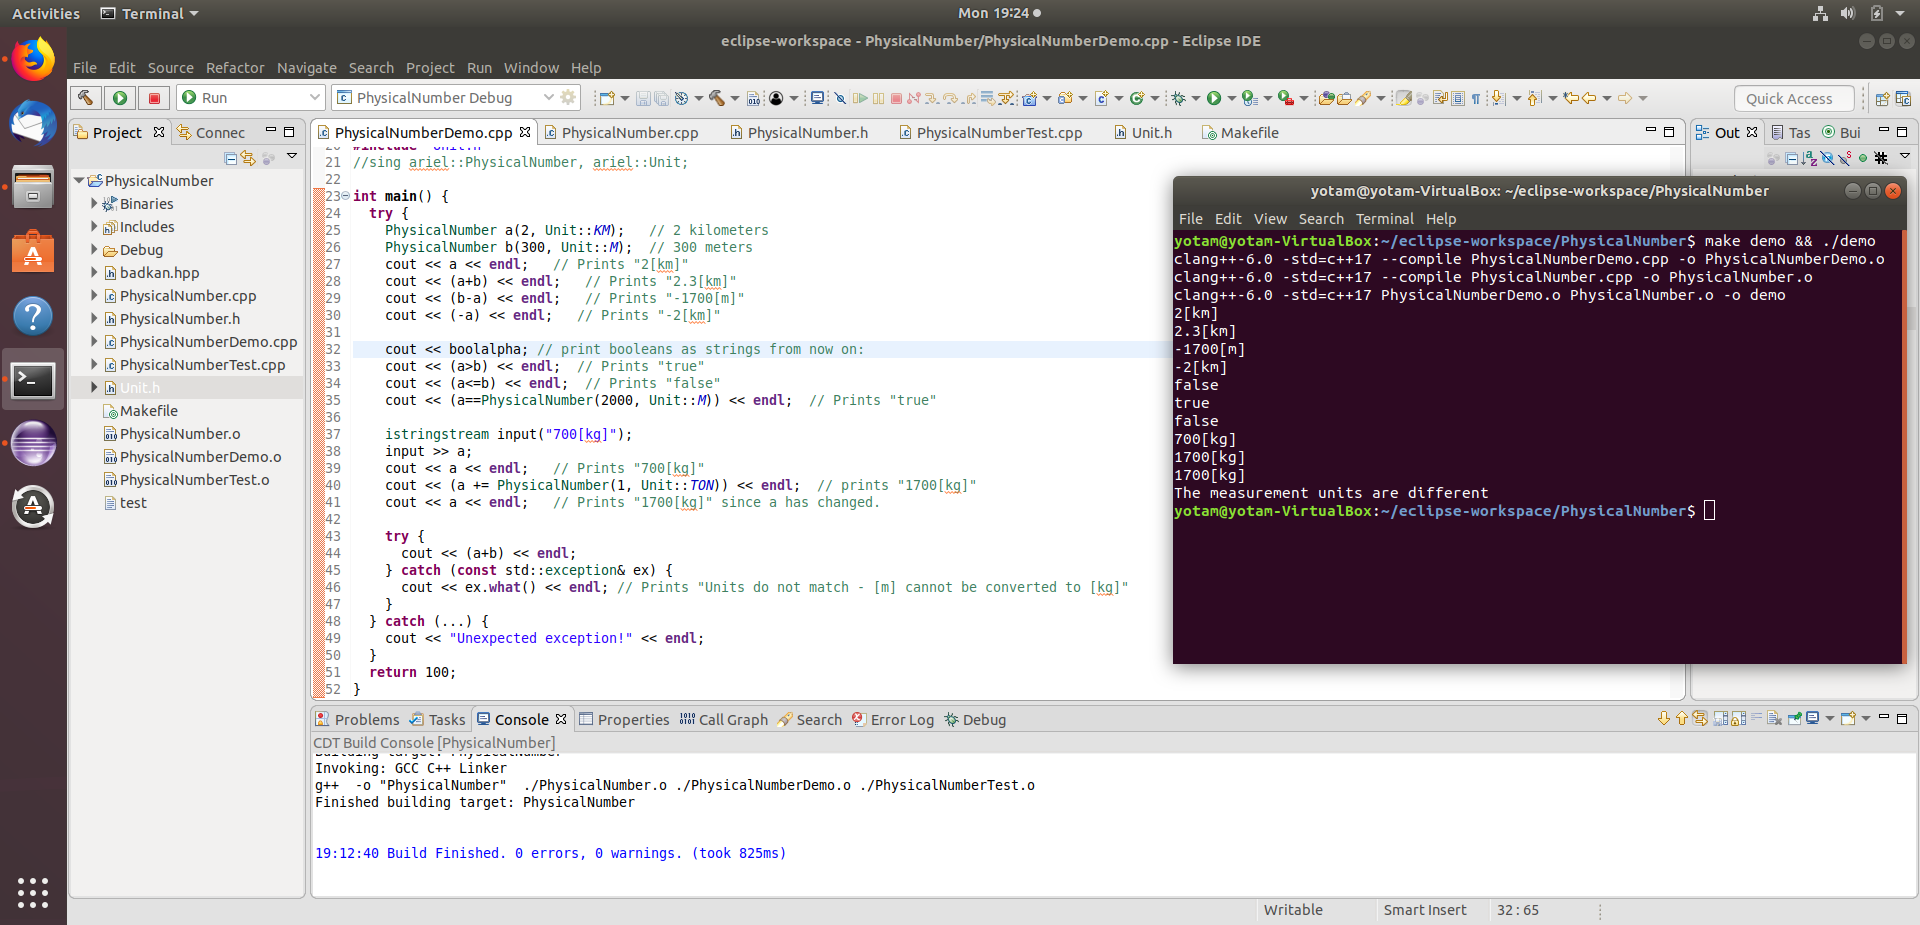 Activities Terminal Mon 19:24
eclipse-workspace - PhysicalNumber/PhysicalNumberDemo.cpp - Eclipse IDE
File Edit Source Refactor Navigate Search Project Run Window Help
Run PhysicalNumber Debug Quick Access
Project Connec
PhysicalNumber
Binaries
Includes
Debug
badkan.hpp
PhysicalNumber.cpp
PhysicalNumber.h
PhysicalNumberDemo.cpp
PhysicalNumberTest.cpp
Unit.h
Makefile
PhysicalNumber.o
PhysicalNumberDemo.o
PhysicalNumberTest.o
test
PhysicalNumberDemo.cpp PhysicalNumber.cpp PhysicalNumber.h PhysicalNumberTest.cpp Unit.h Makefile
20 #include "Unit.h"
21 //sing ariel::PhysicalNumber, ariel::Unit;
22
23 int main() {
24 try {
25 PhysicalNumber a(2, Unit::KM); // 2 kilometers
26 PhysicalNumber b(300, Unit::M); // 300 meters
27 cout << a << endl; // Prints "2[km]"
28 cout << (a+b) << endl; // Prints "2.3[km]"
29 cout << (b-a) << endl; // Prints "-1700[m]"
30 cout << (-a) << endl; // Prints "-2[km]"
31
32 cout << boolalpha; // print booleans as strings from now on:
33 cout << (a>b) << endl; // Prints "true"
34 cout << (a<=b) << endl; // Prints "false"
35 cout << (a==PhysicalNumber(2000, Unit::M)) << endl; // Prints "true"
36
37 istringstream input("700[kg]");
38 input >> a;
39 cout << a << endl; // Prints "700[kg]"
40 cout << (a += PhysicalNumber(1, Unit::TON)) << endl; // prints "1700[kg]"
41 cout << a << endl; // Prints "1700[kg]" since a has changed.
42
43 try {
44 cout << (a+b) << endl;
45 } catch (const std::exception& ex) {
46 cout << ex.what() << endl; // Prints "Units do not match - [m] cannot be converted to [kg]"
47 }
48 } catch (...) {
49 cout << "Unexpected exception!" << endl;
50 }
51 return 100;
52 }
Out Tas Bui
yotam@yotam-VirtualBox: ~/eclipse-workspace/PhysicalNumber
File Edit View Search Terminal Help
yotam@yotam-VirtualBox:~/eclipse-workspace/PhysicalNumber$ make demo && ./demo
clang++-6.0 -std=c++17 --compile PhysicalNumberDemo.cpp -o PhysicalNumberDemo.o
clang++-6.0 -std=c++17 --compile PhysicalNumber.cpp -o PhysicalNumber.o
clang++-6.0 -std=c++17 PhysicalNumberDemo.o PhysicalNumber.o -o demo
2[km]
2.3[km]
-1700[m]
-2[km]
false
true
false
700[kg]
1700[kg]
1700[kg]
The measurement units are different
yotam@yotam-VirtualBox:~/eclipse-workspace/PhysicalNumber$
Problems Tasks Console Properties Call Graph Search Error Log Debug
CDT Build Console [PhysicalNumber]
Building target: PhysicalNumber
Invoking: GCC C++ Linker
g++ -o "PhysicalNumber" ./PhysicalNumber.o ./PhysicalNumberDemo.o ./PhysicalNumberTest.o
Finished building target: PhysicalNumber
19:12:40 Build Finished. 0 errors, 0 warnings. (took 825ms)
Writable Smart Insert 32 : 65